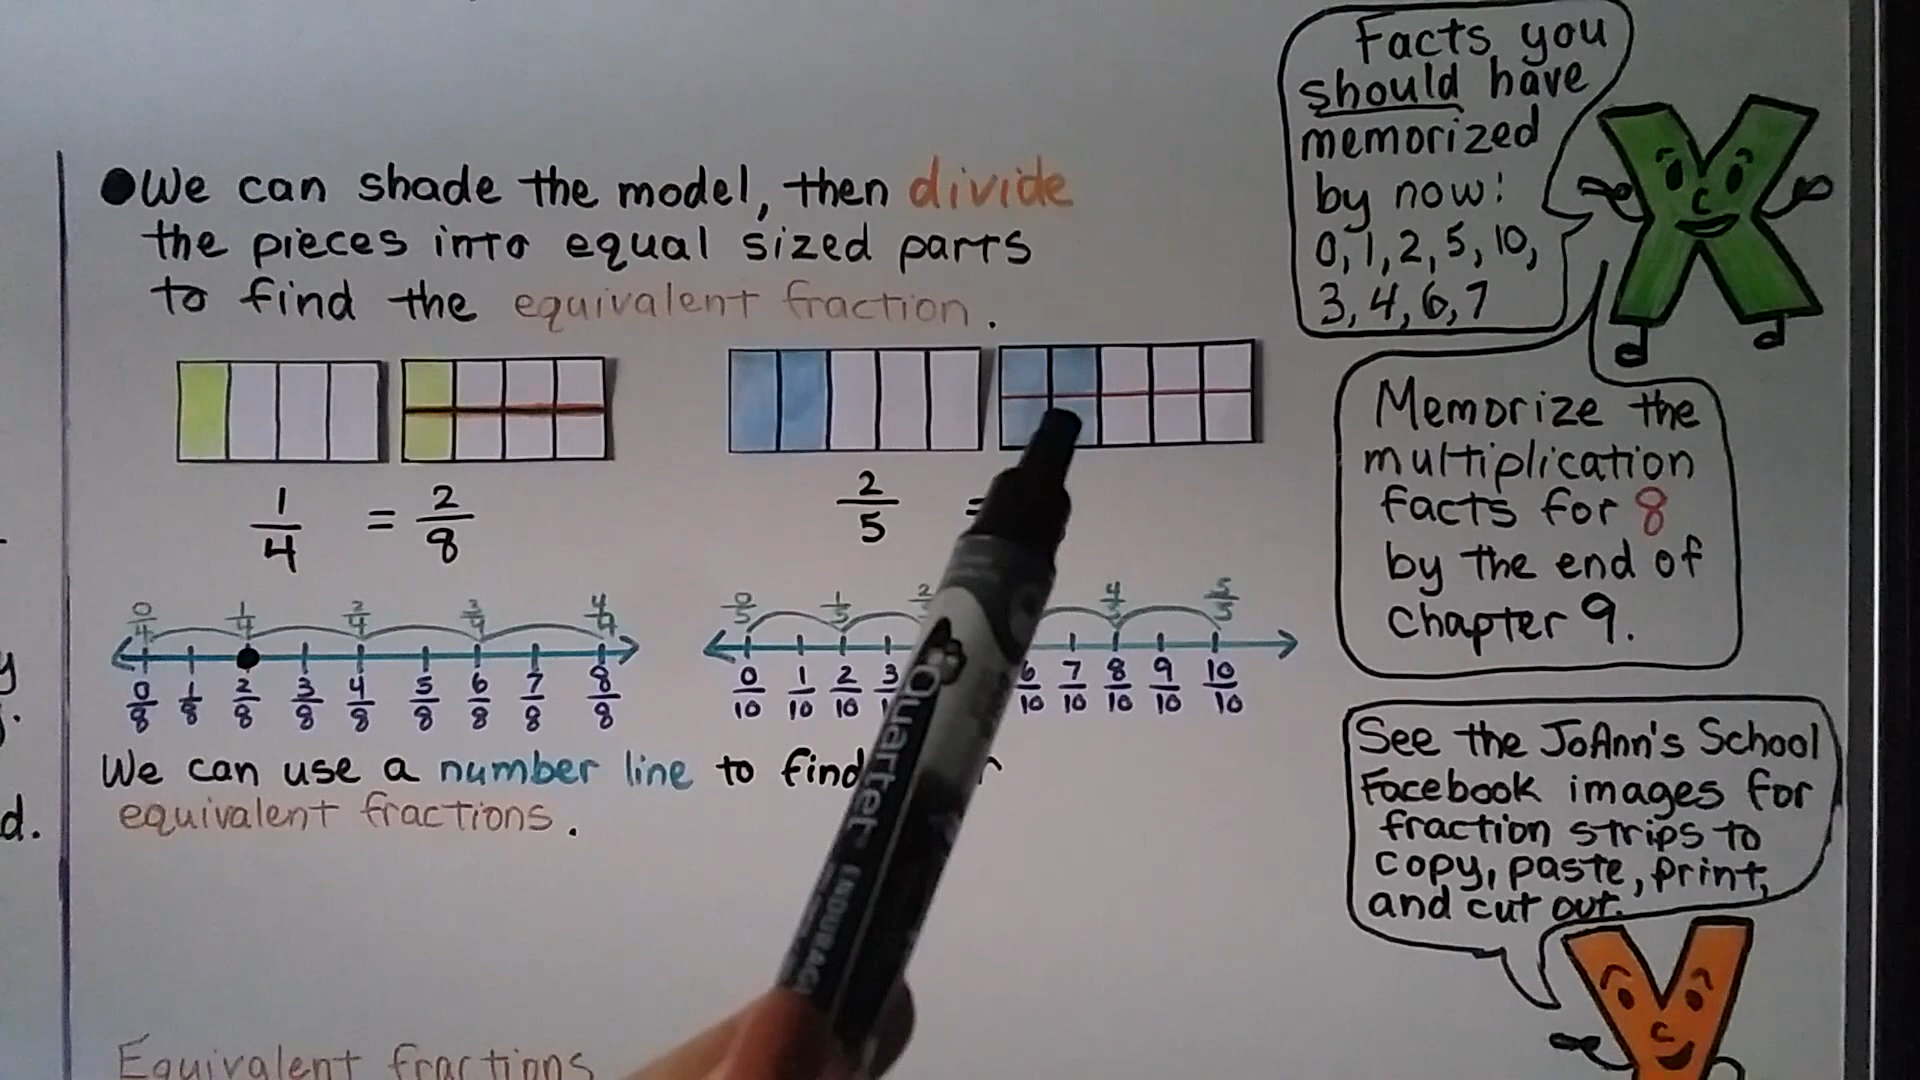 ●We can shade the model, then divide
the pieces into equal sized parts
to find the equivalent fraction.
1/4 = 2/8
2/5 =
0/4 1/4 2/4 3/4 4/4
0/8 1/8 2/8 3/8 4/8 5/8 6/8 7/8 8/8
0/5 1/5 4/5 5/5
0/10 1/10 2/10 6/10 7/10 8/10 9/10 10/10
We can use a number line to find
equivalent fractions.
Equivalent fractions
Facts you
should have
memorized
by now:
0, 1, 2, 5, 10,
3, 4, 6, 7
Memorize the
multiplication
facts for 8
by the end of
Chapter 9.
See the JoAnn's School
Facebook images for
fraction strips to
copy, paste, print,
and cut out.
d.
Quartet
ENDURAG